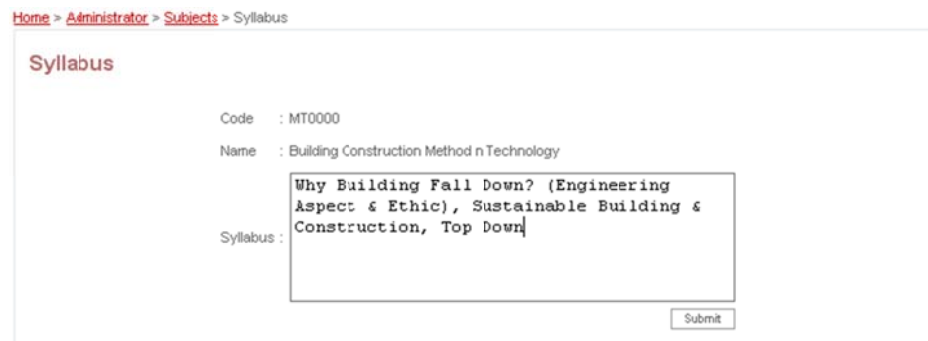 Home > Administrator > Subjects > Syllabus
Syllabus
Code : MT0000
Name : Building Construction Method n Technology
Syllabus :
Why Building Fall Down? (Engineering
Aspect & Ethic), Sustainable Building &
Construction, Top Down
Submit